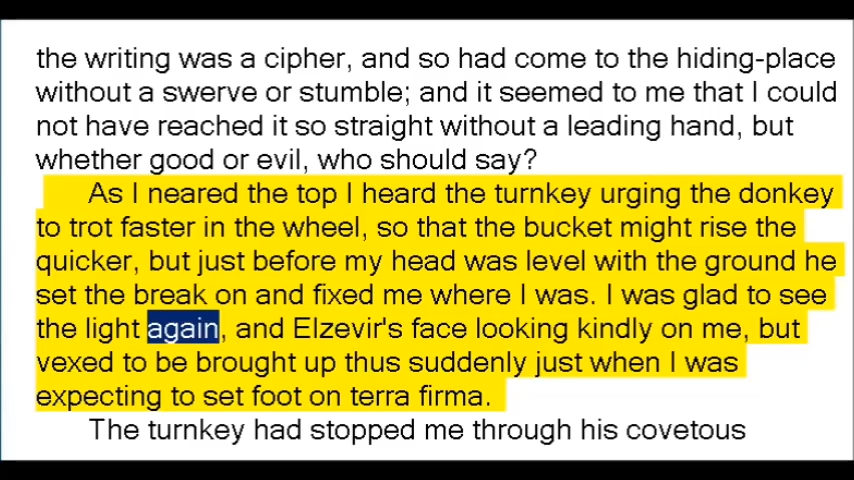 the writing was a cipher, and so had come to the hiding-place
without a swerve or stumble; and it seemed to me that I could
not have reached it so straight without a leading hand, but
whether good or evil, who should say?
As I neared the top I heard the turnkey urging the donkey
to trot faster in the wheel, so that the bucket might rise the
quicker, but just before my head was level with the ground he
set the break on and fixed me where I was. I was glad to see
the light again, and Elzevir's face looking kindly on me, but
vexed to be brought up thus suddenly just when I was
expecting to set foot on terra firma.
The turnkey had stopped me through his covetous